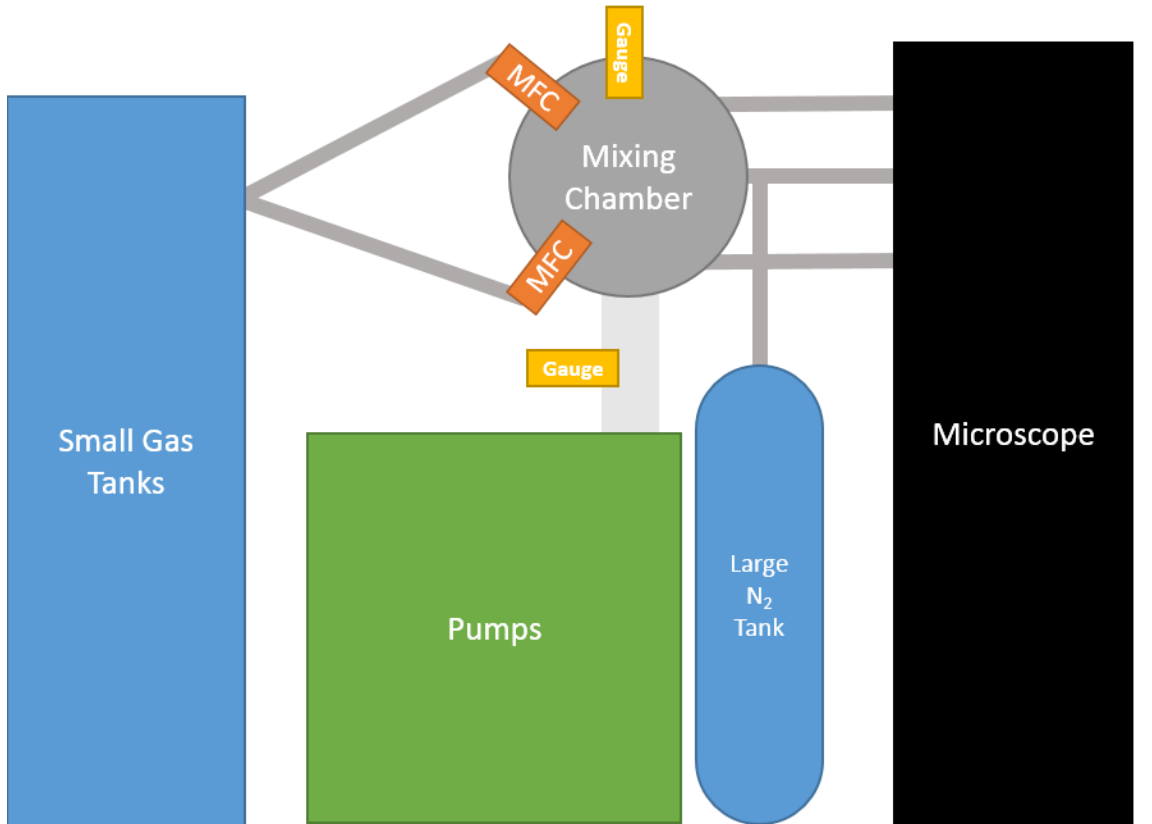 Gauge
MFC
Mixing
Chamber
MFC
Gauge
Small Gas
Tanks
Microscope
Large
N₂
Tank
Pumps